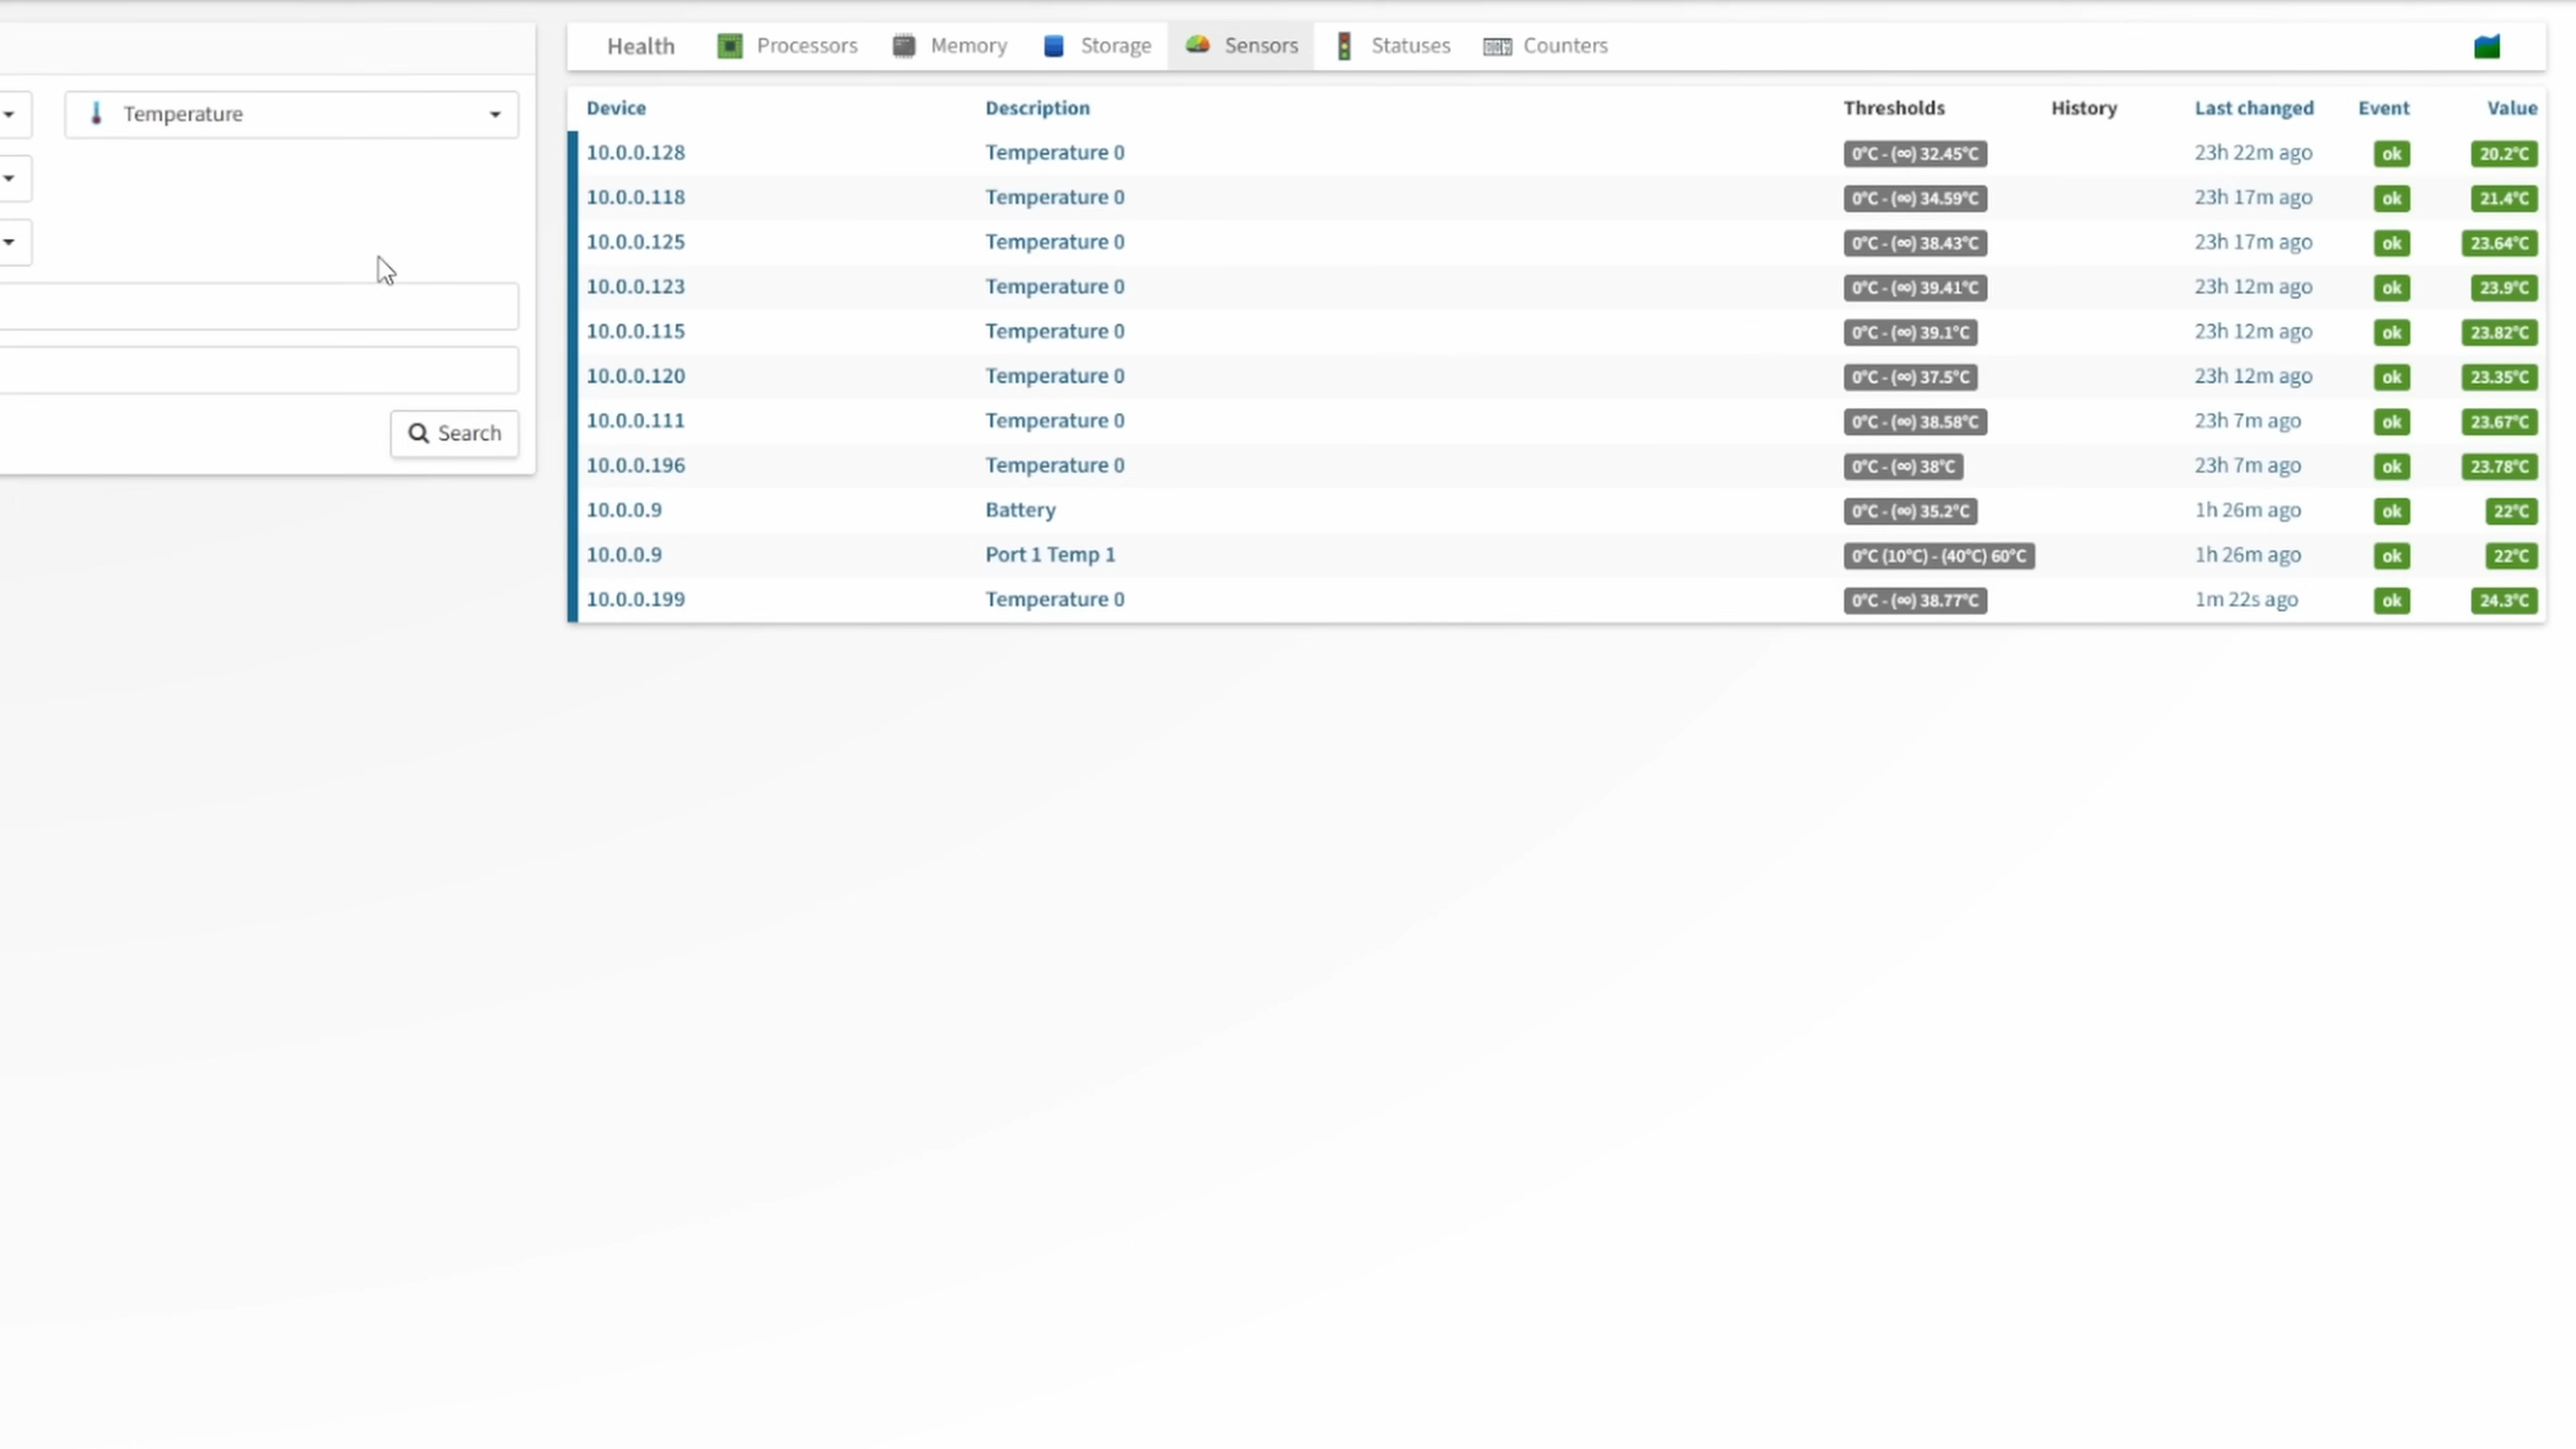 Health Processors Memory Storage Sensors Statuses Counters
Temperature
Search
Device Description Thresholds History Last changed Event Value
10.0.0.128 Temperature 0 0°C - (∞) 32.45°C 23h 22m ago ok 20.2°C
10.0.0.118 Temperature 0 0°C - (∞) 34.59°C 23h 17m ago ok 21.4°C
10.0.0.125 Temperature 0 0°C - (∞) 38.43°C 23h 17m ago ok 23.64°C
10.0.0.123 Temperature 0 0°C - (∞) 39.41°C 23h 12m ago ok 23.9°C
10.0.0.115 Temperature 0 0°C - (∞) 39.1°C 23h 12m ago ok 23.82°C
10.0.0.120 Temperature 0 0°C - (∞) 37.5°C 23h 12m ago ok 23.35°C
10.0.0.111 Temperature 0 0°C - (∞) 38.58°C 23h 7m ago ok 23.67°C
10.0.0.196 Temperature 0 0°C - (∞) 38°C 23h 7m ago ok 23.78°C
10.0.0.9 Battery 0°C - (∞) 35.2°C 1h 26m ago ok 22°C
10.0.0.9 Port 1 Temp 1 0°C (10°C) - (40°C) 60°C 1h 26m ago ok 22°C
10.0.0.199 Temperature 0 0°C - (∞) 38.77°C 1m 22s ago ok 24.3°C